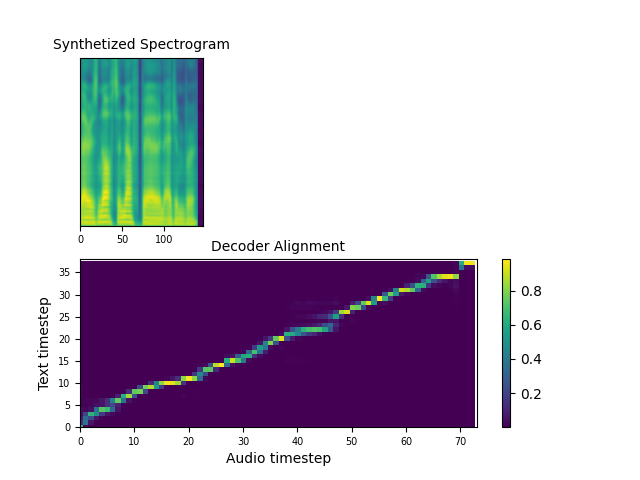 Synthetized Spectrogram
0 50 100
Decoder Alignment
35
30
25
20
15
10
5
0
Text timestep
0 10 20 30 40 50 60 70
Audio timestep
0.8
0.6
0.4
0.2